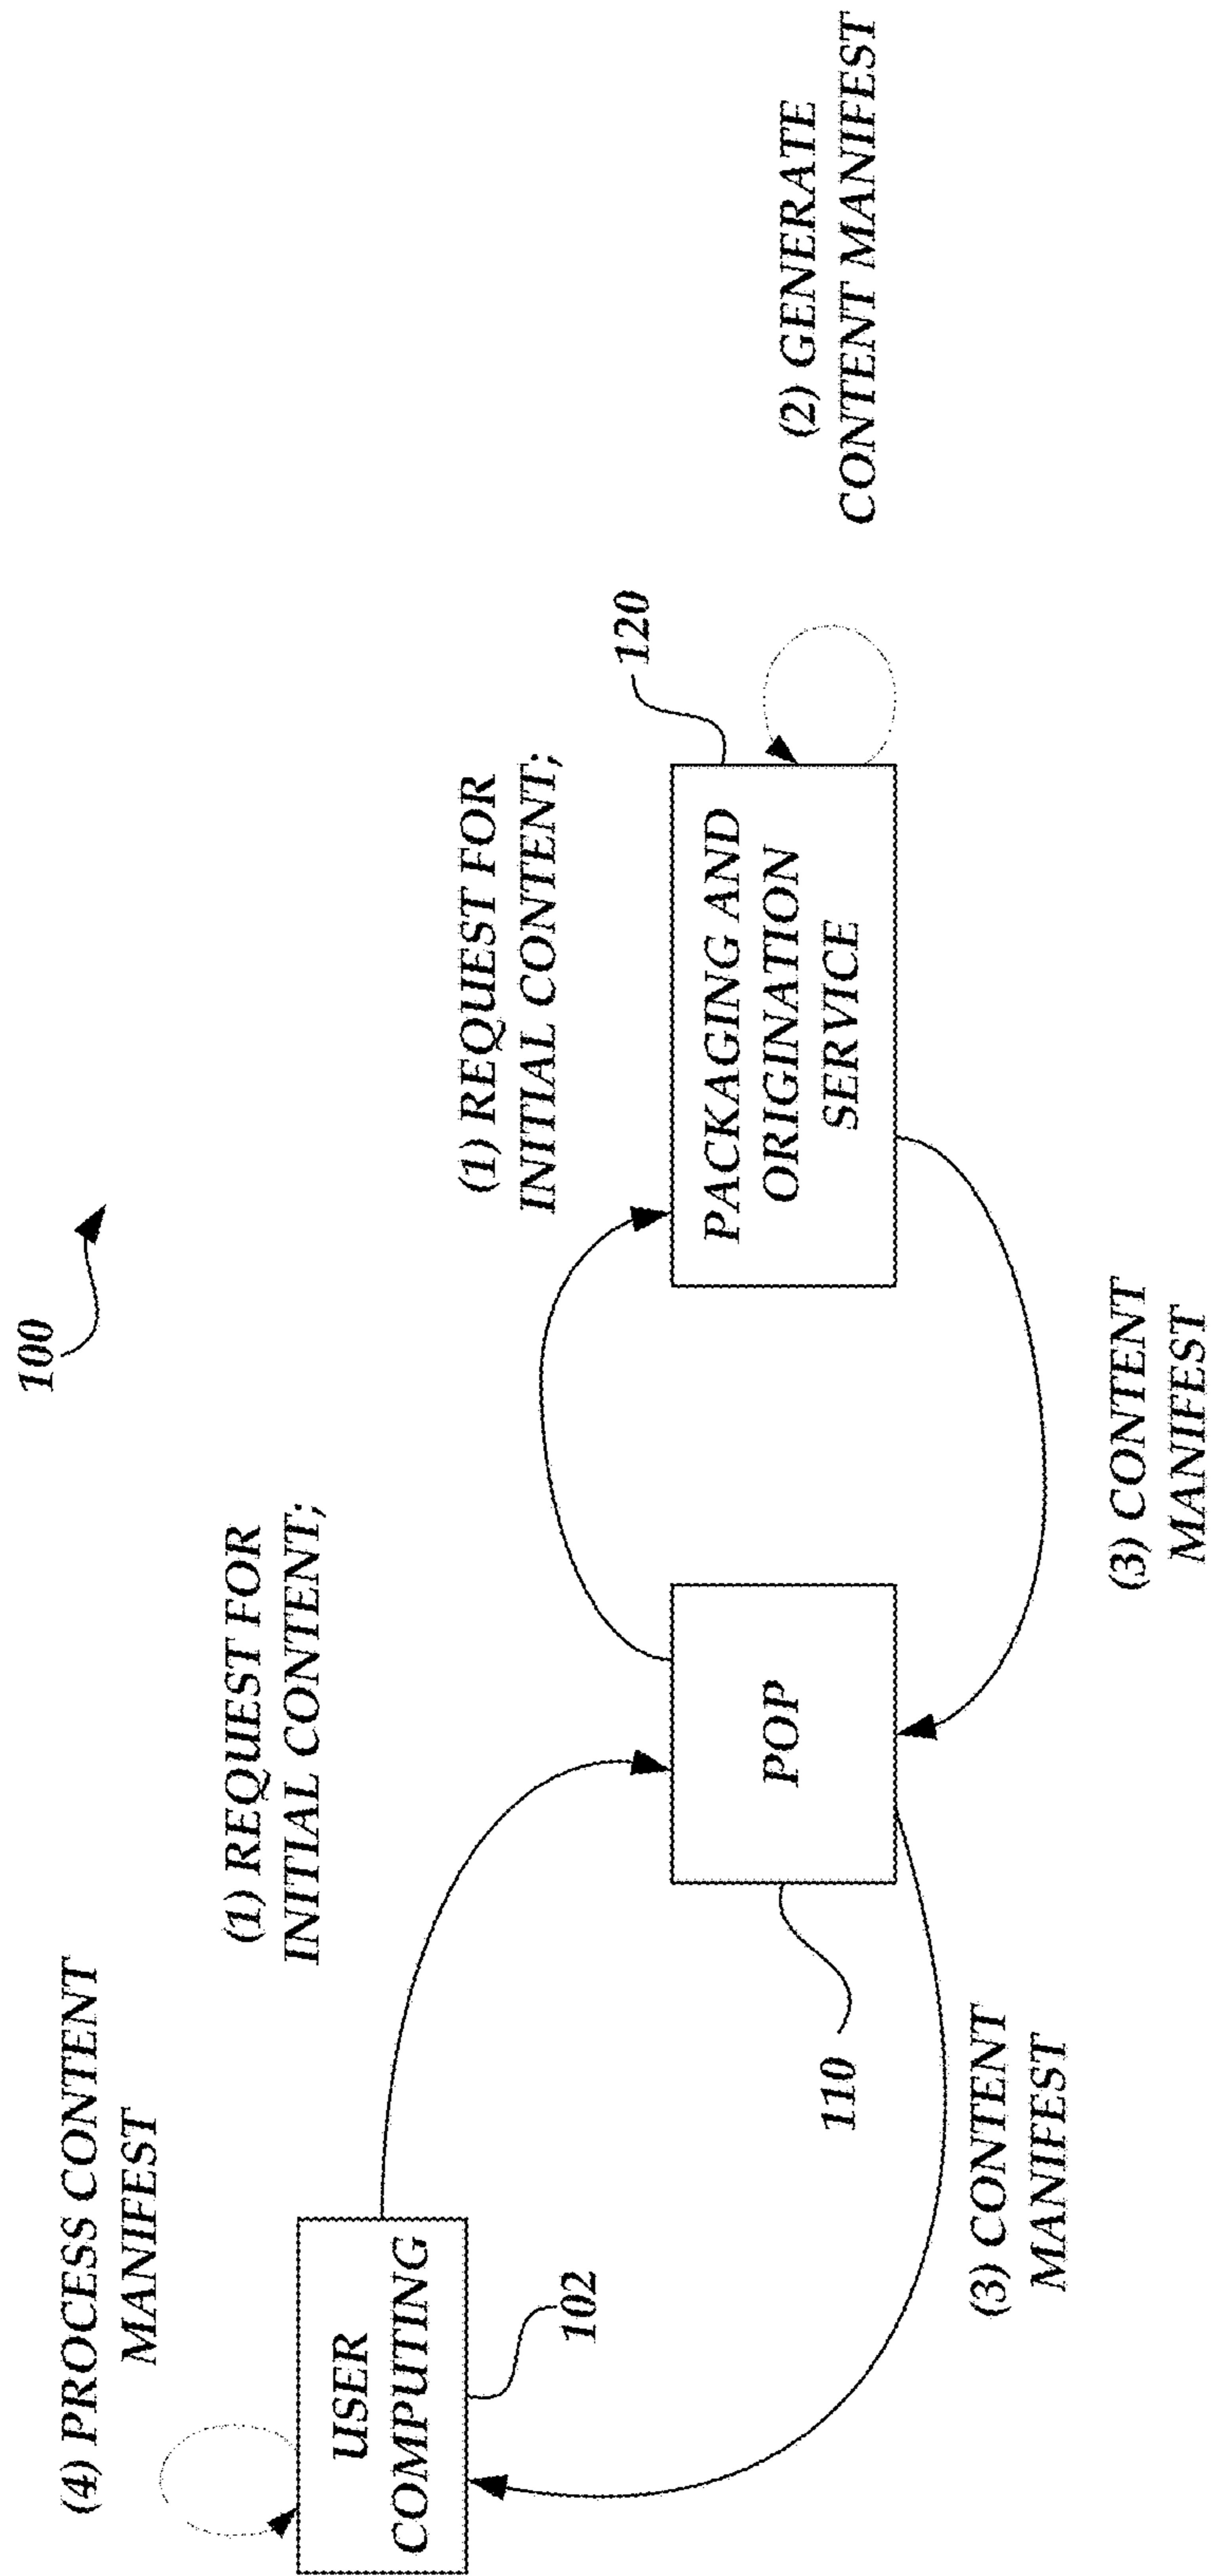 100
(4) PROCESS CONTENT
MANIFEST
(1) REQUEST FOR
INITIAL CONTENT;
(1) REQUEST FOR
INITIAL CONTENT;
USER
COMPUTING
102
120
POP
110
PACKAGING AND
ORIGINATION
SERVICE
(2) GENERATE
CONTENT MANIFEST
(3) CONTENT
MANIFEST
(3) CONTENT
MANIFEST